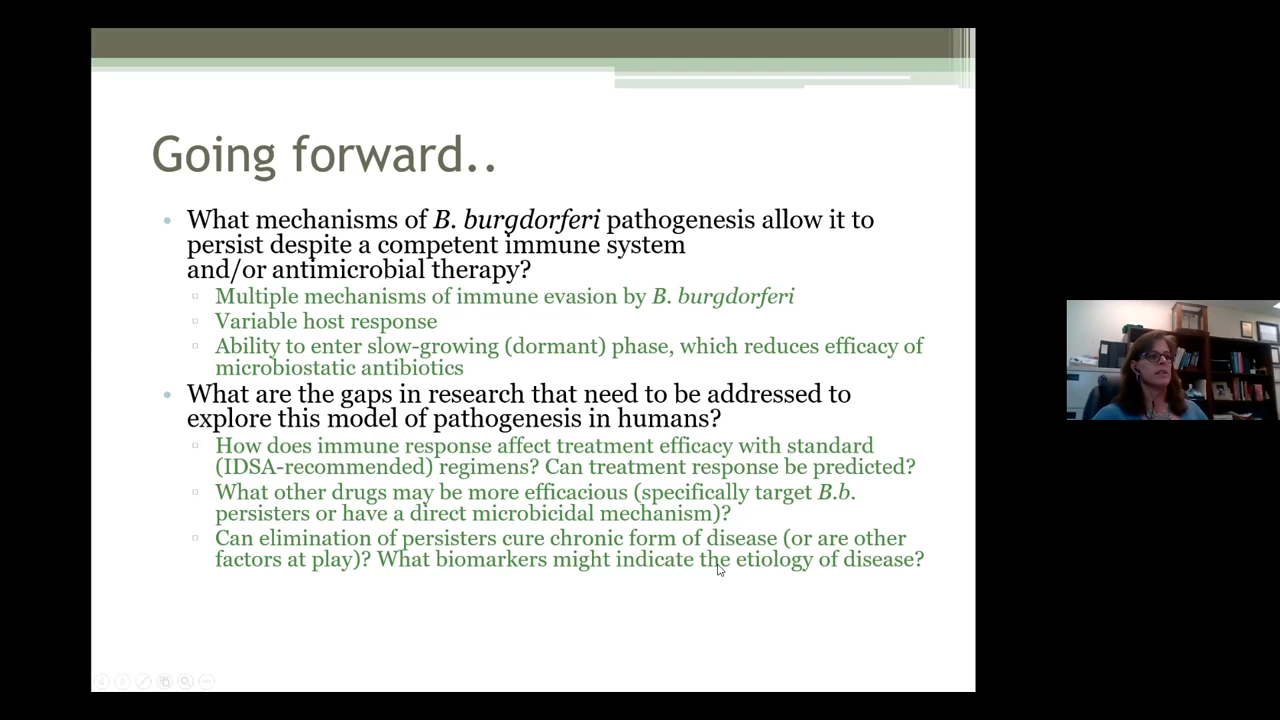 Going forward..
What mechanisms of B. burgdorferi pathogenesis allow it to
persist despite a competent immune system
and/or antimicrobial therapy?
Multiple mechanisms of immune evasion by B. burgdorferi
Variable host response
Ability to enter slow-growing (dormant) phase, which reduces efficacy of
microbiostatic antibiotics
What are the gaps in research that need to be addressed to
explore this model of pathogenesis in humans?
How does immune response affect treatment efficacy with standard
(IDSA-recommended) regimens? Can treatment response be predicted?
What other drugs may be more efficacious (specifically target B.b.
persisters or have a direct microbicidal mechanism)?
Can elimination of persisters cure chronic form of disease (or are other
factors at play)? What biomarkers might indicate the etiology of disease?